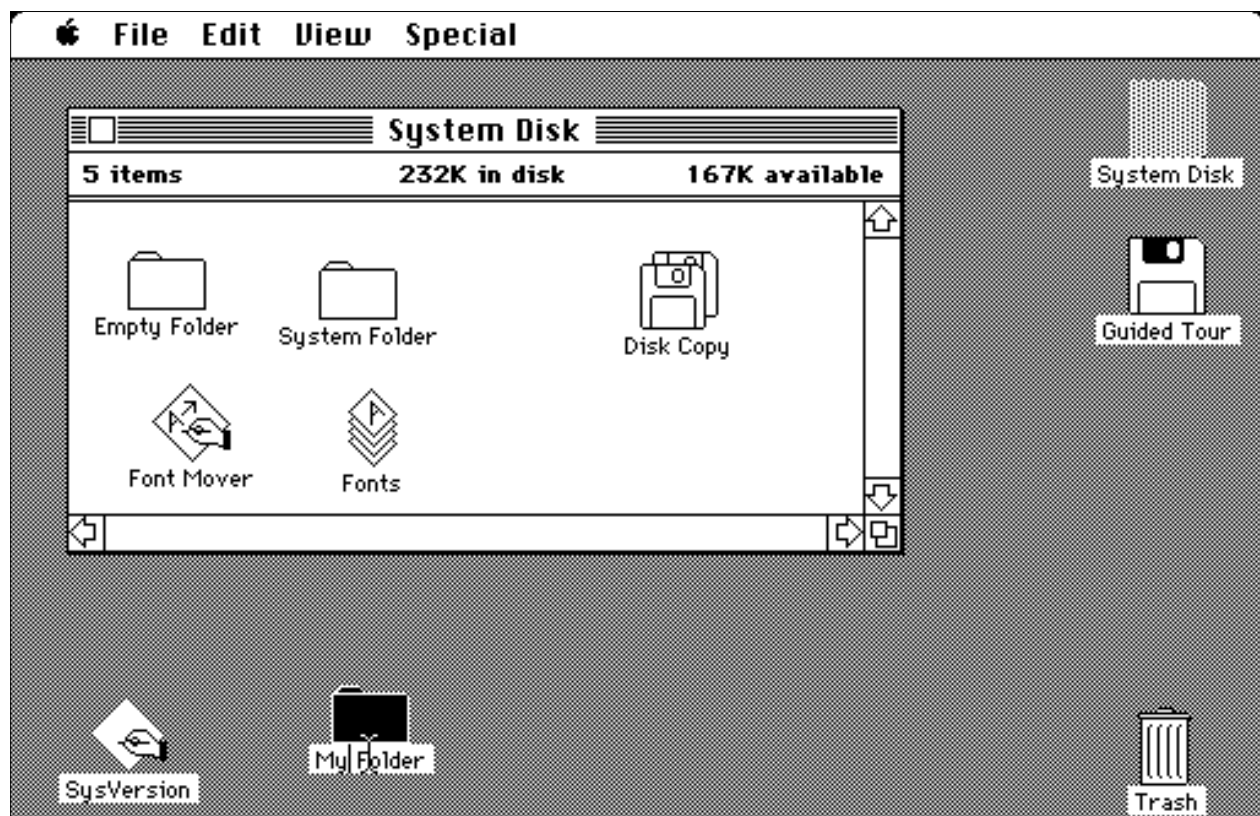 File Edit View Special
System Disk
5 items 232K in disk 167K available
Empty Folder
System Folder
Disk Copy
Font Mover
Fonts
System Disk
Guided Tour
SysVersion
My Folder
Trash